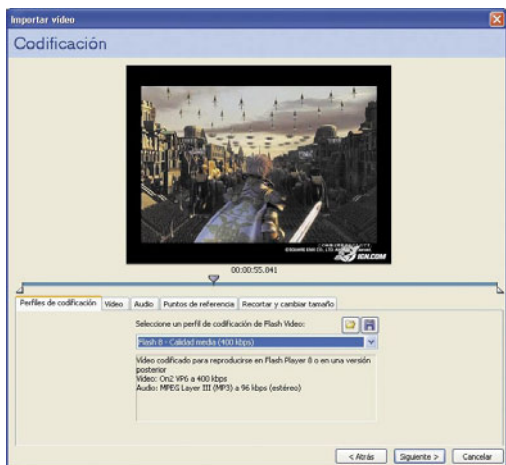 Importar vídeo
Codificación
IGN.COM
00:00:55.041
Perfiles de codificación Vídeo Audio Puntos de referencia Recortar y cambiar tamaño
Seleccione un perfil de codificación de Flash Video:
Flash 8 - Calidad media (400 kbps)
Vídeo codificado para reproducirse en Flash Player 8 o en una versión
posterior
Vídeo: On2 VP6 a 400 kbps
Audio: MPEG Layer III (MP3) a 96 kbps (estéreo)
< Atrás Siguiente > Cancelar